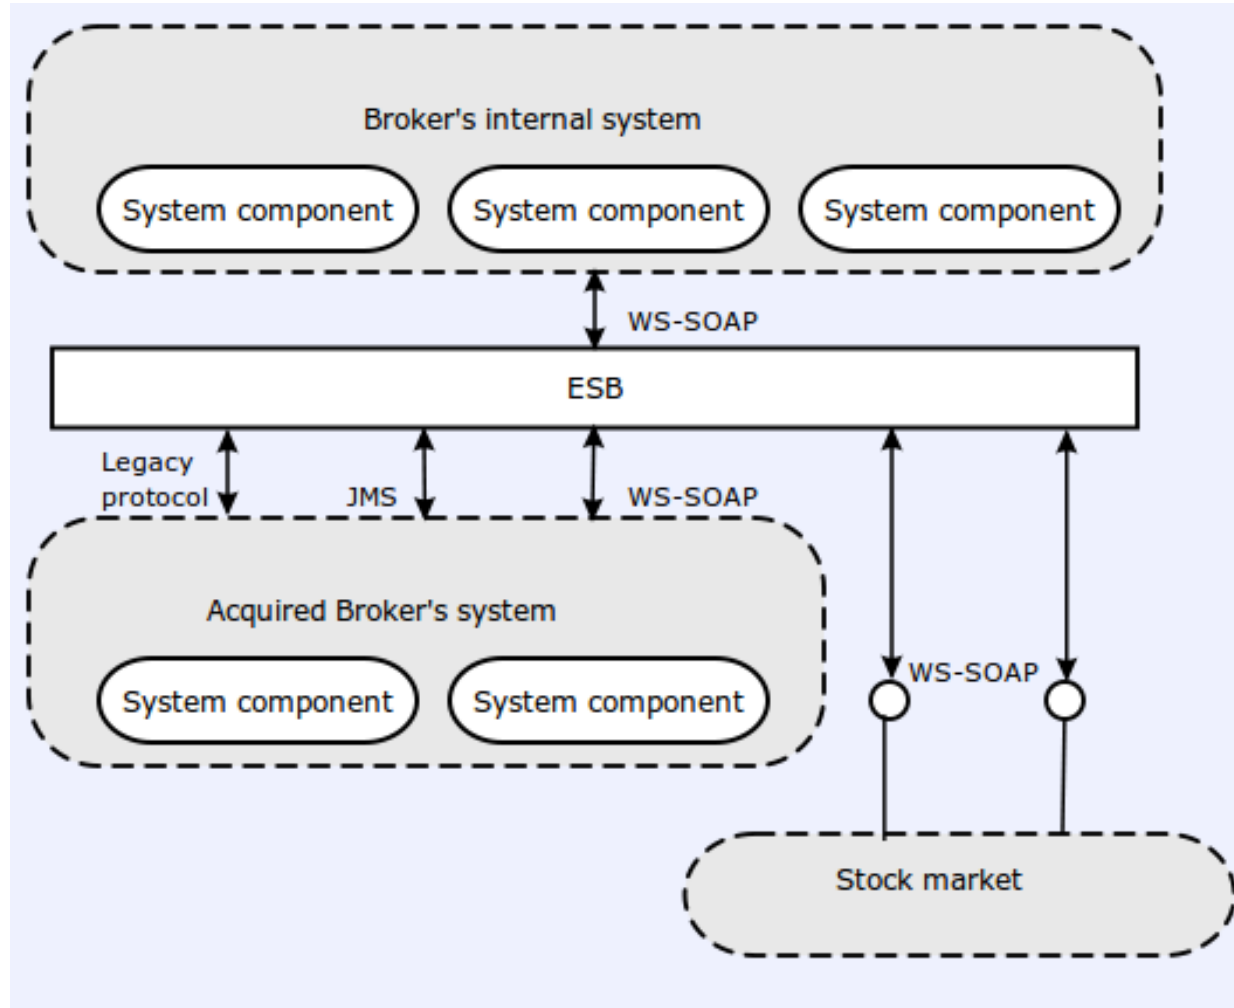 Broker's internal system
System component
System component
System component
WS-SOAP
ESB
Legacy
protocol
JMS
WS-SOAP
Acquired Broker's system
System component
System component
WS-SOAP
Stock market